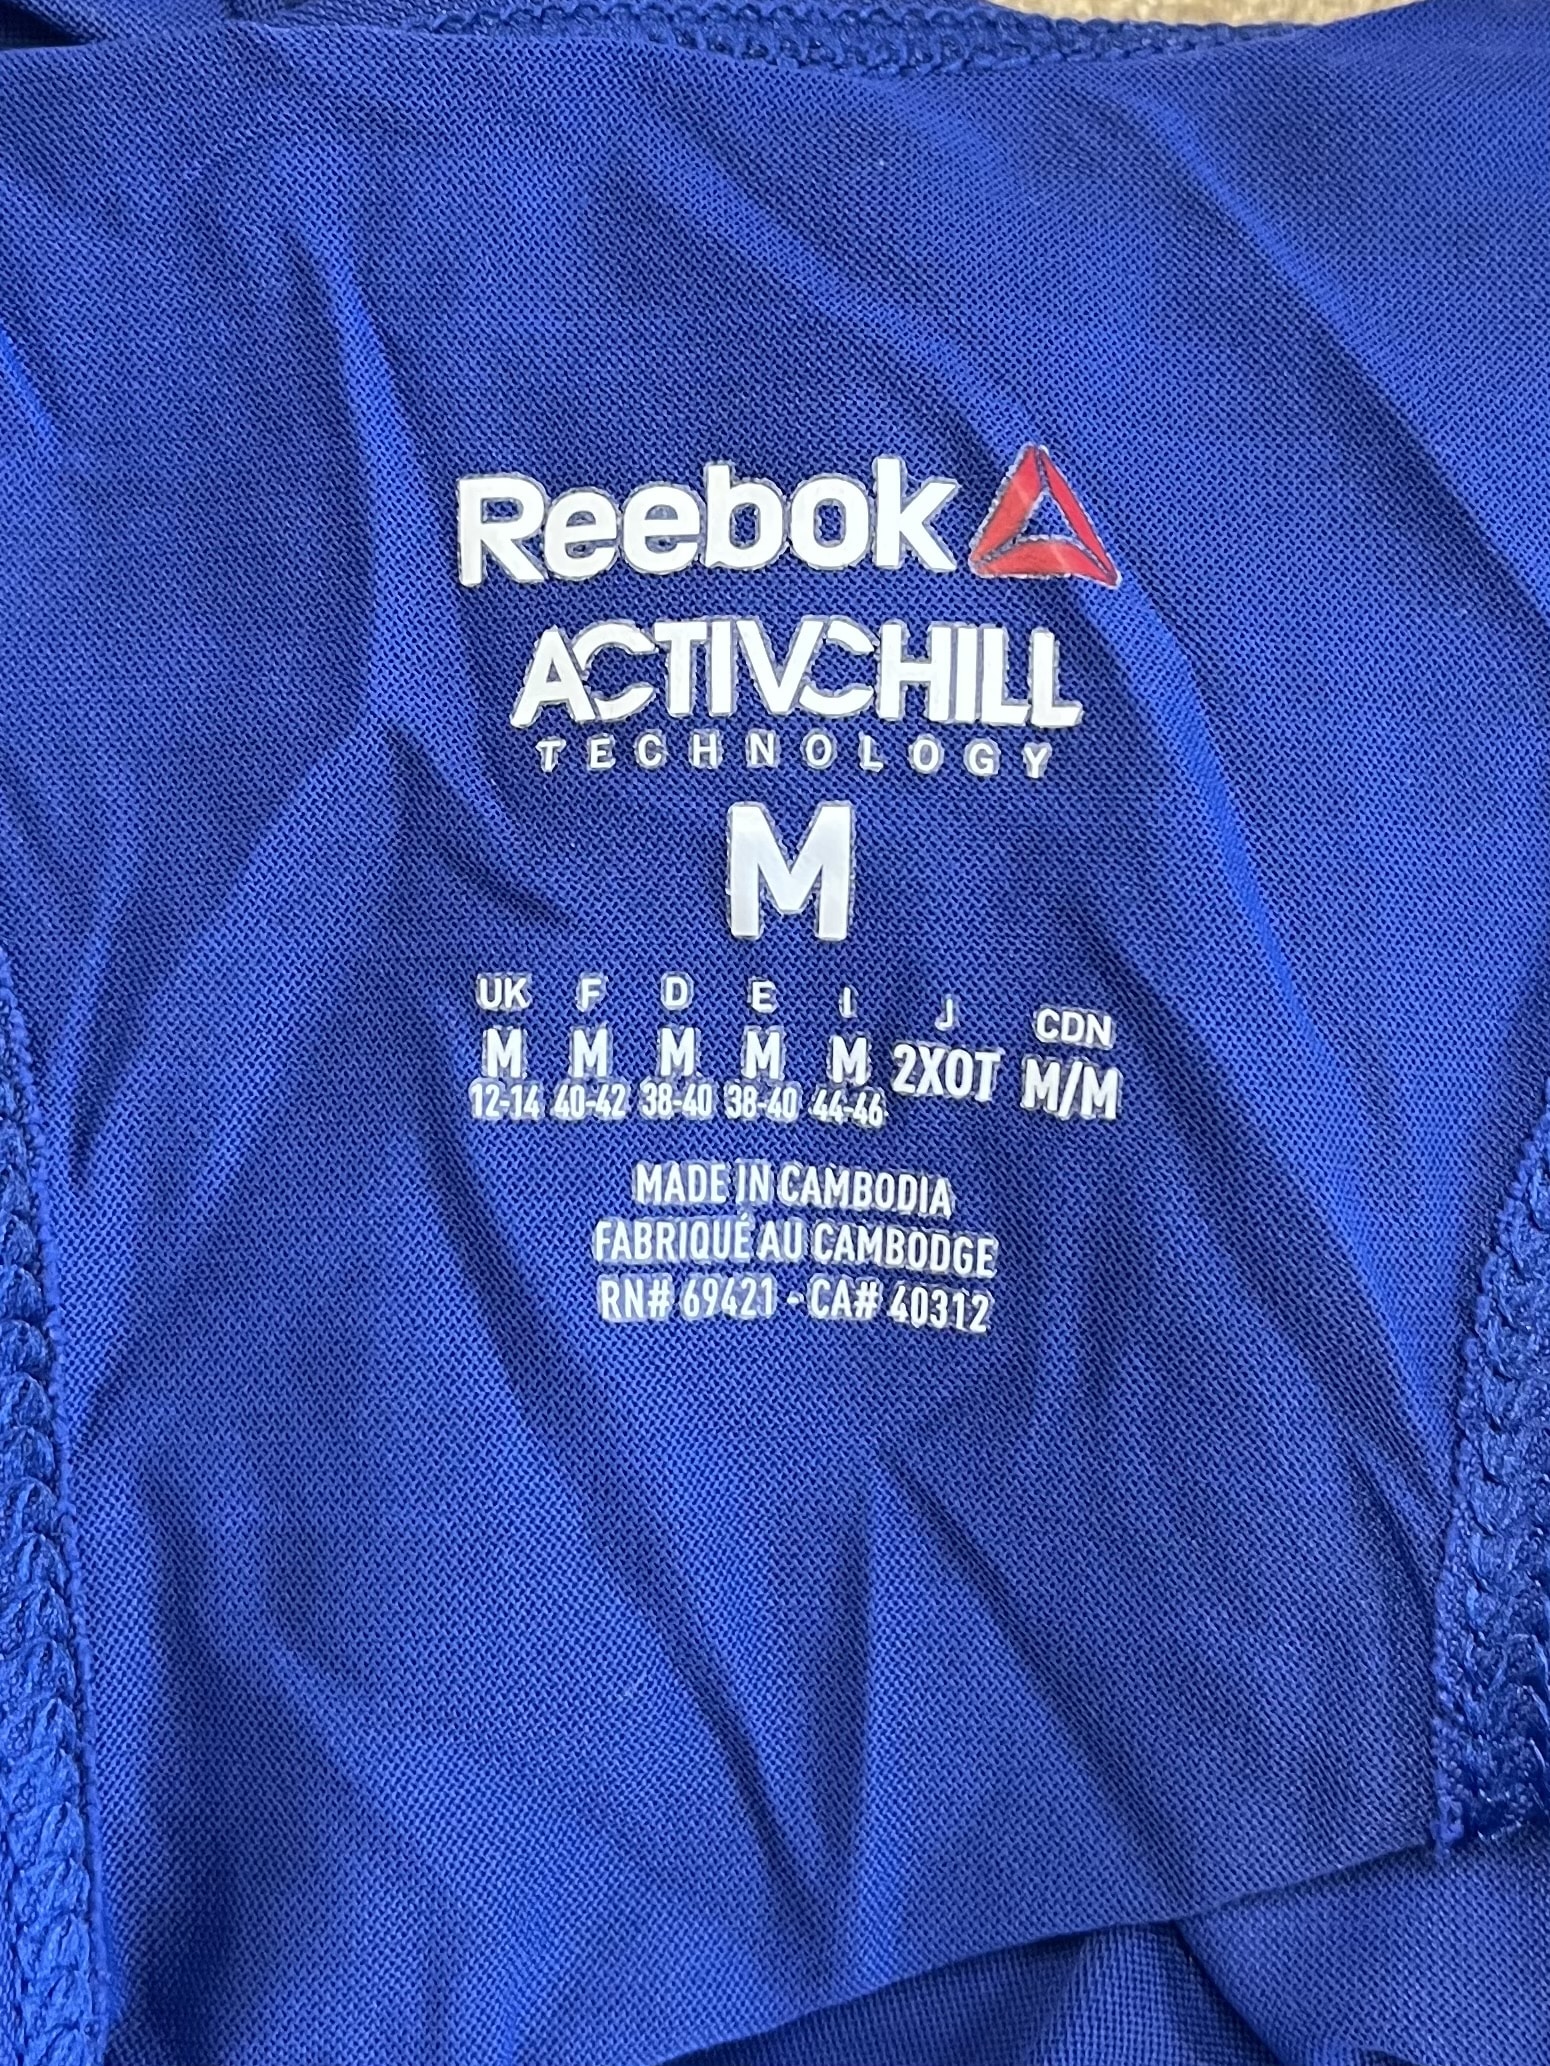 Reebok
ACTIVCHILL
TECHNOLOGY
M
UK F D E I J CDN
M M M M M 2XOT M/M
12-14 40-42 38-40 38-40 44-46
MADE IN CAMBODIA
FABRIQUÉ AU CAMBODGE
RN# 69421 - CA# 40312